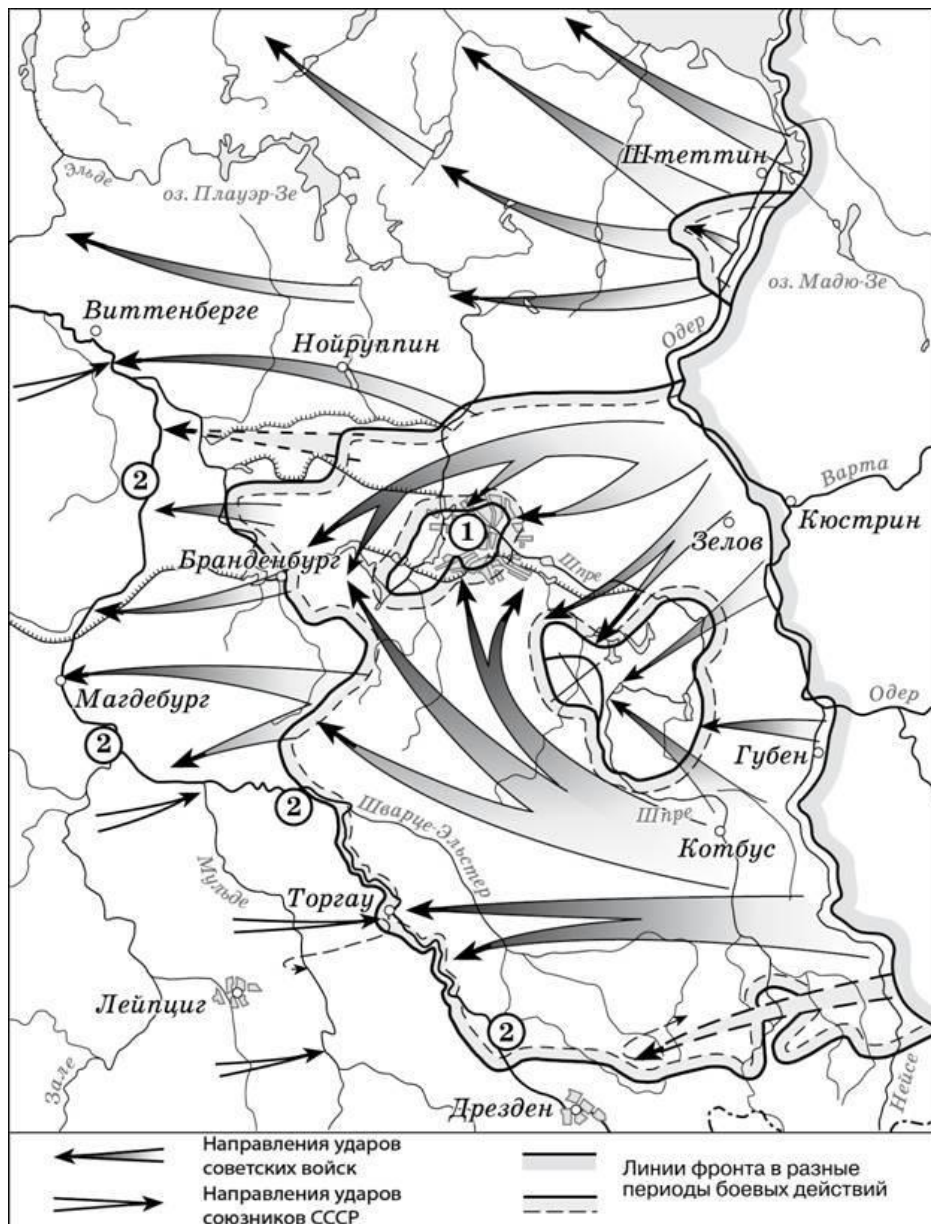 Штеттин
Эльде
оз. Плауэр-Зе
оз. Мадю-Зе
Виттенберге
Одер
Нойруппин
2
Варта
Кюстрин
1
Зелов
Бранденбург
Шпре
Магдебург
Одер
2
Губен
2
Шварце-Эльстер
Шпре
Котбус
Мульде
Торгау
Лейпциг
2
Зале
Дрезден
Нейсе
Направления ударов
советских войск
Направления ударов
союзников СССР
Линии фронта в разные
периоды боевых действий